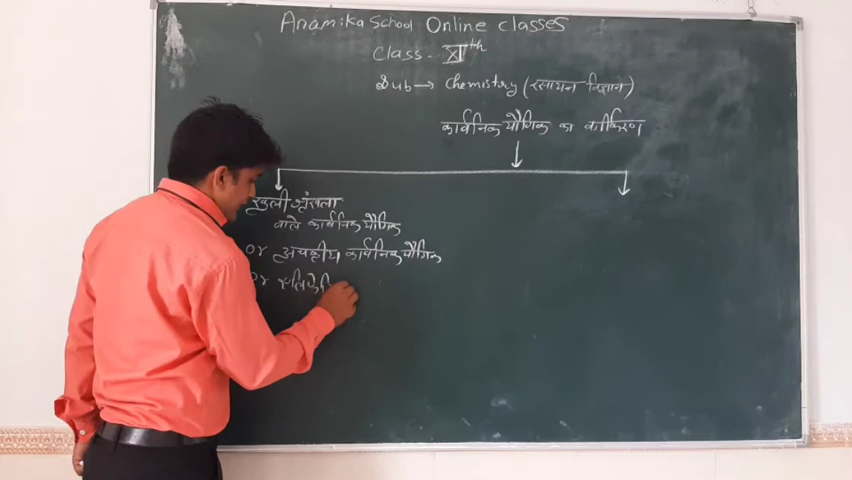 Anamika School Online classes
Class - XIth
Sub → Chemistry (रसायन विज्ञान)
कार्बनिक यौगिक का वर्गीकरण
खुली श्रृंखला
वाले कार्बनिक यौगिक
or अचक्रीय कार्बनिक यौगिक
or एलिफे